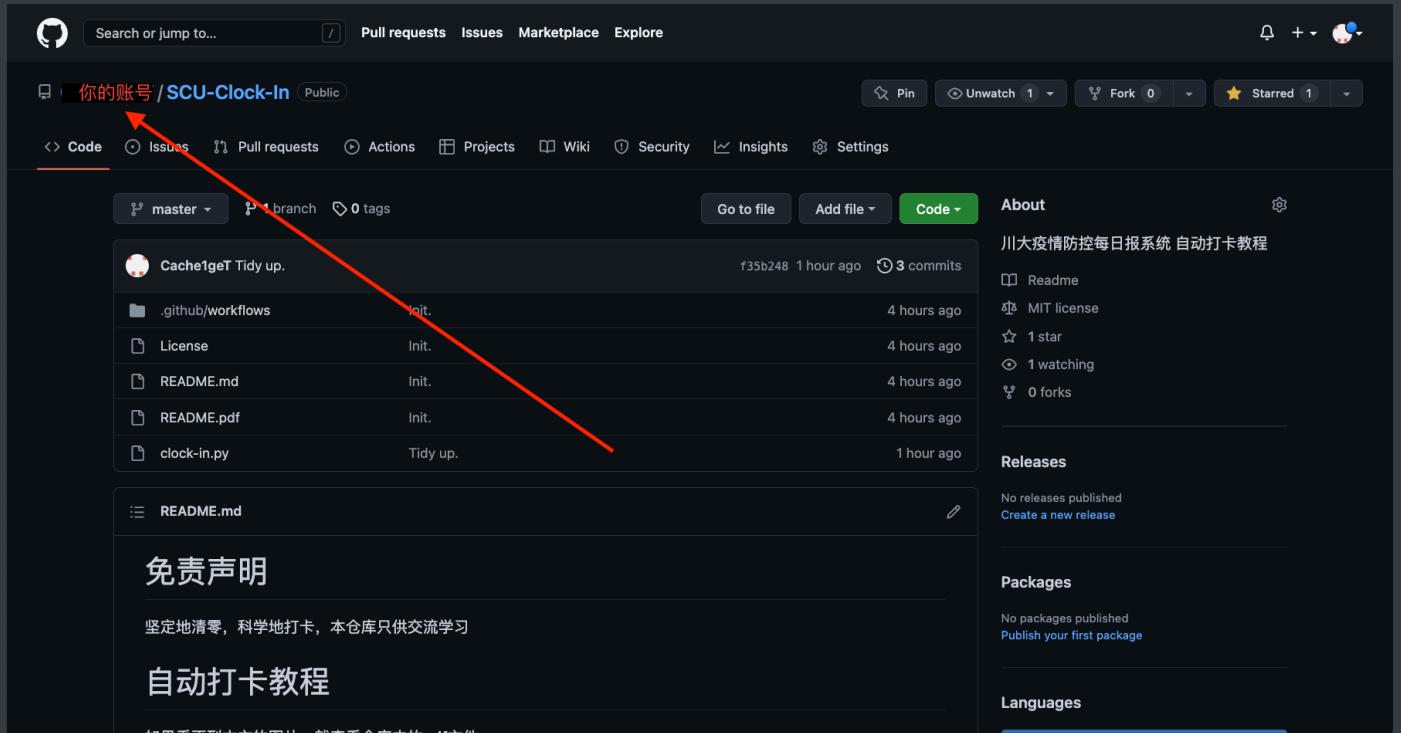 Search or jump to... /
Pull requests Issues Marketplace Explore
你的账号/SCU-Clock-In Public
Pin Unwatch 1 Fork 0 Starred 1
Code Issues Pull requests Actions Projects Wiki Security Insights Settings
master 1 branch 0 tags Go to file Add file Code
Cache1geT Tidy up. f35b248 1 hour ago 3 commits
.github/workflows Init. 4 hours ago
License Init. 4 hours ago
README.md Init. 4 hours ago
README.pdf Init. 4 hours ago
clock-in.py Tidy up. 1 hour ago
README.md
免责声明
坚定地清零，科学地打卡，本仓库只供交流学习
自动打卡教程
About
川大疫情防控每日报系统 自动打卡教程
Readme
MIT license
1 star
1 watching
0 forks
Releases
No releases published
Create a new release
Packages
No packages published
Publish your first package
Languages